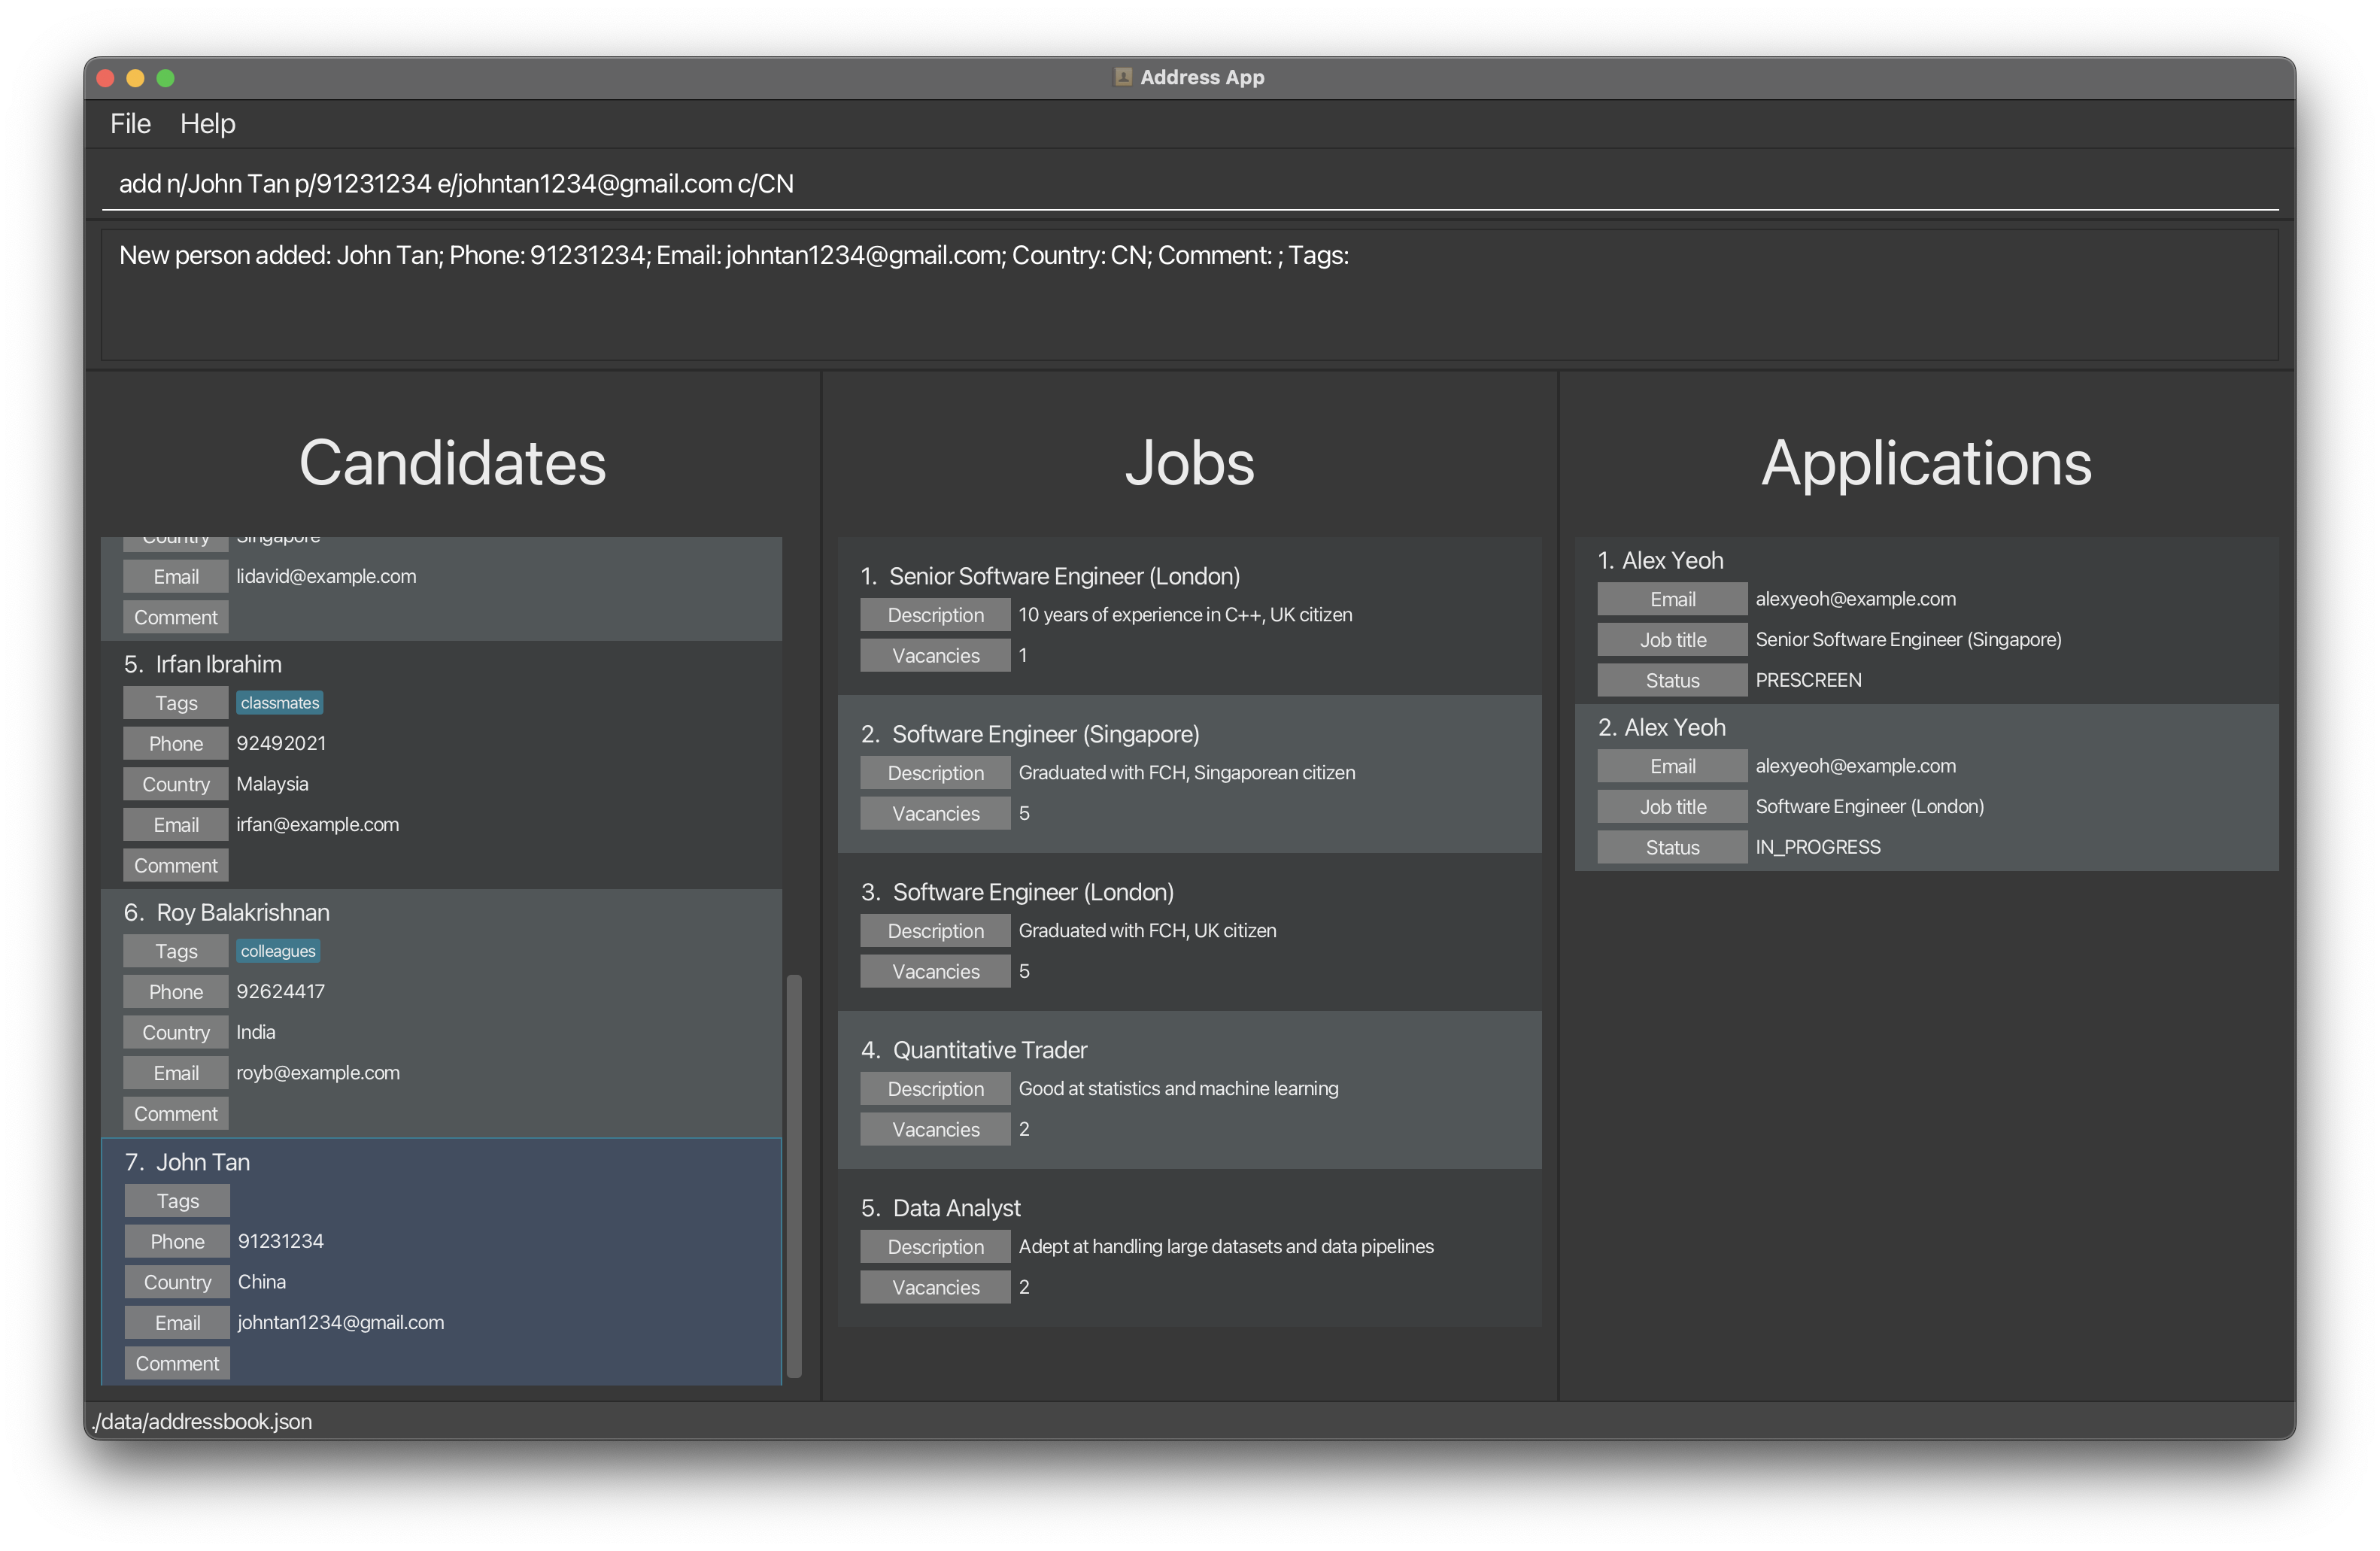 Address App
File Help
add n/John Tan p/91231234 e/johntan1234@gmail.com c/CN
New person added: John Tan; Phone: 91231234; Email: johntan1234@gmail.com; Country: CN; Comment: ; Tags:
Candidates
Country Singapore
Email lidavid@example.com
Comment
5. Irfan Ibrahim
Tags classmates
Phone 92492021
Country Malaysia
Email irfan@example.com
Comment
6. Roy Balakrishnan
Tags colleagues
Phone 92624417
Country India
Email royb@example.com
Comment
7. John Tan
Tags
Phone 91231234
Country China
Email johntan1234@gmail.com
Comment
Jobs
1. Senior Software Engineer (London)
Description 10 years of experience in C++, UK citizen
Vacancies 1
2. Software Engineer (Singapore)
Description Graduated with FCH, Singaporean citizen
Vacancies 5
3. Software Engineer (London)
Description Graduated with FCH, UK citizen
Vacancies 5
4. Quantitative Trader
Description Good at statistics and machine learning
Vacancies 2
5. Data Analyst
Description Adept at handling large datasets and data pipelines
Vacancies 2
Applications
1. Alex Yeoh
Email alexyeoh@example.com
Job title Senior Software Engineer (Singapore)
Status PRESCREEN
2. Alex Yeoh
Email alexyeoh@example.com
Job title Software Engineer (London)
Status IN_PROGRESS
./data/addressbook.json